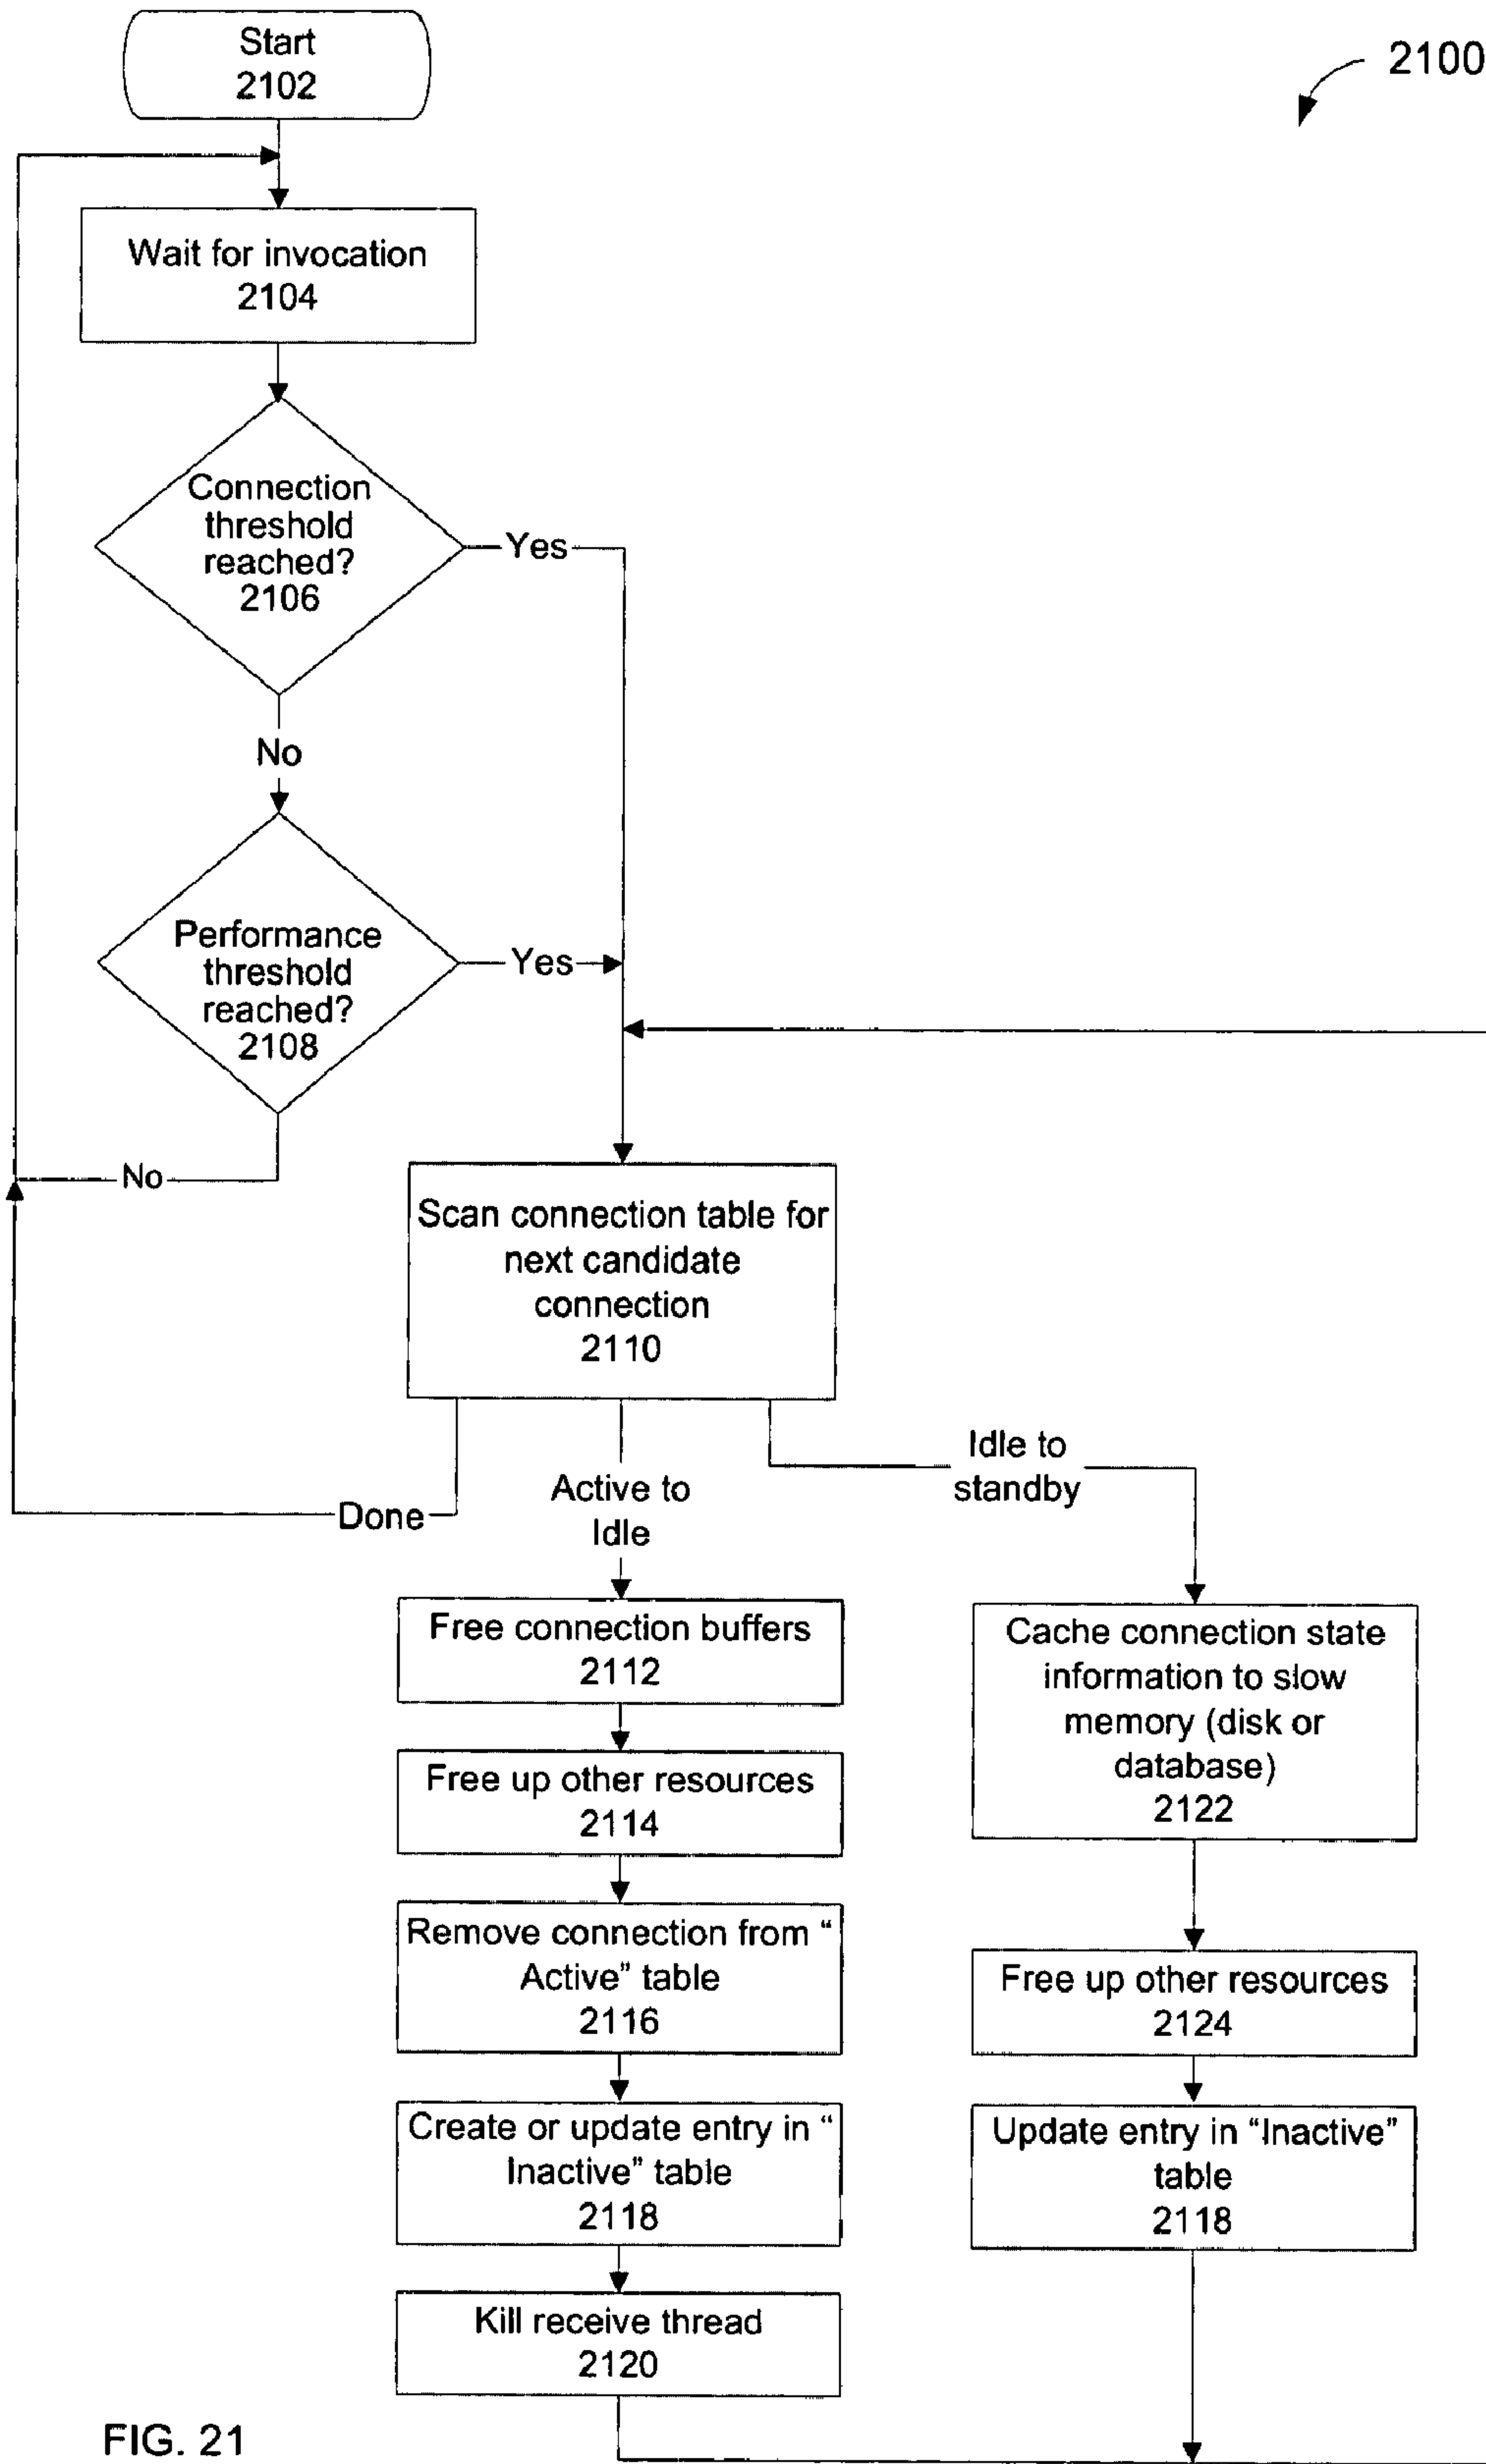 Start
2102
2100
Wait for invocation
2104
Connection
threshold
reached?
2106
Yes
No
Performance
threshold
reached?
2108
Yes
No
Scan connection table for
next candidate
connection
2110
Done
Active to
Idle
Idle to
standby
Free connection buffers
2112
Free up other resources
2114
Remove connection from “
Active” table
2116
Create or update entry in “
Inactive” table
2118
Kill receive thread
2120
Cache connection state
information to slow
memory (disk or
database)
2122
Free up other resources
2124
Update entry in “Inactive”
table
2118
FIG. 21